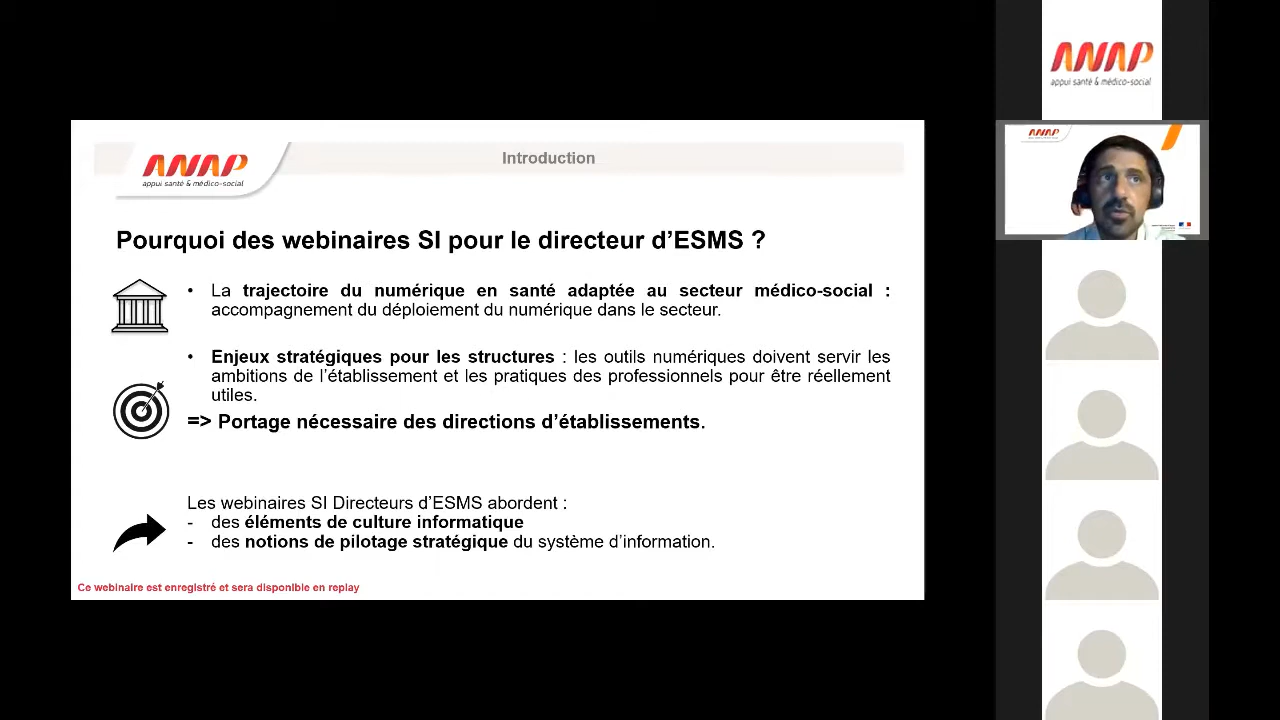 ANAP
appui santé & médico-social
Introduction
Pourquoi des webinaires SI pour le directeur d'ESMS ?
• La trajectoire du numérique en santé adaptée au secteur médico-social :
accompagnement du déploiement du numérique dans le secteur.
• Enjeux stratégiques pour les structures : les outils numériques doivent servir les
ambitions de l'établissement et les pratiques des professionnels pour être réellement
utiles.
=> Portage nécessaire des directions d'établissements.
Les webinaires SI Directeurs d'ESMS abordent :
- des éléments de culture informatique
- des notions de pilotage stratégique du système d'information.
Ce webinaire est enregistré et sera disponible en replay
ANAP
appui santé & médico-social
ANAP